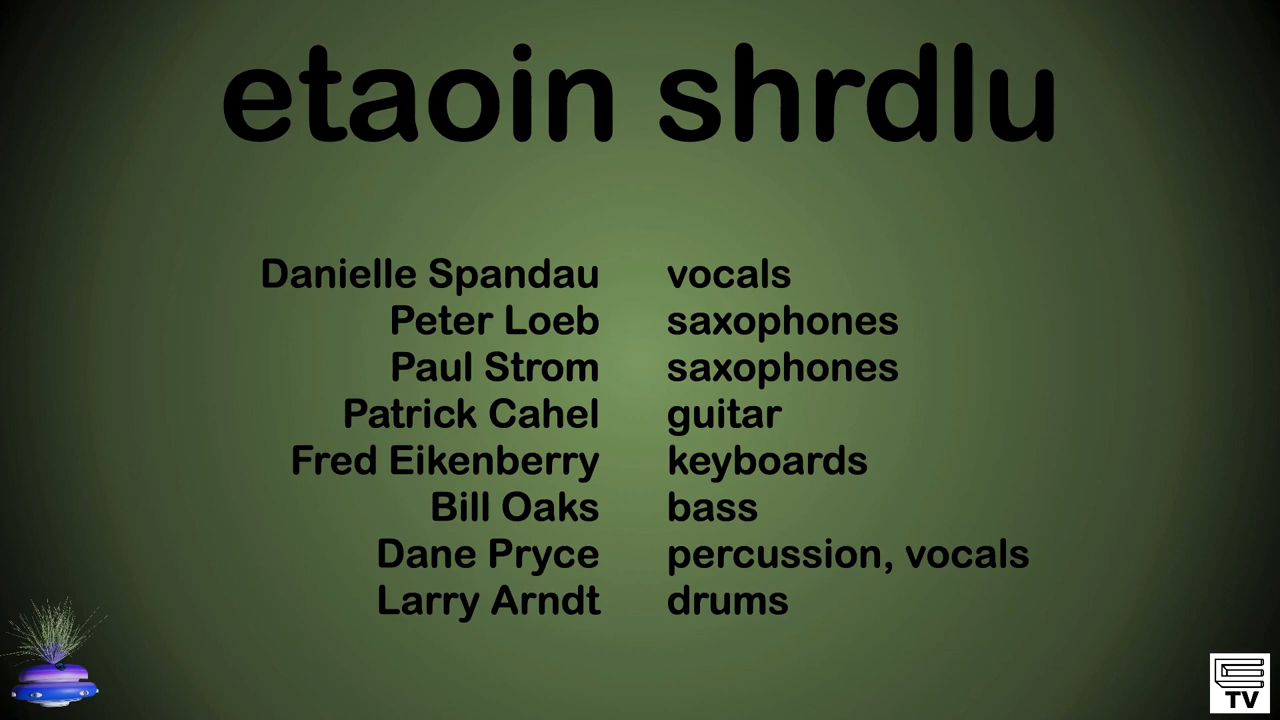 etaoin shrdlu
Danielle Spandau vocals
Peter Loeb saxophones
Paul Strom saxophones
Patrick Cahel guitar
Fred Eikenberry keyboards
Bill Oaks bass
Dane Pryce percussion, vocals
Larry Arndt drums
E
TV